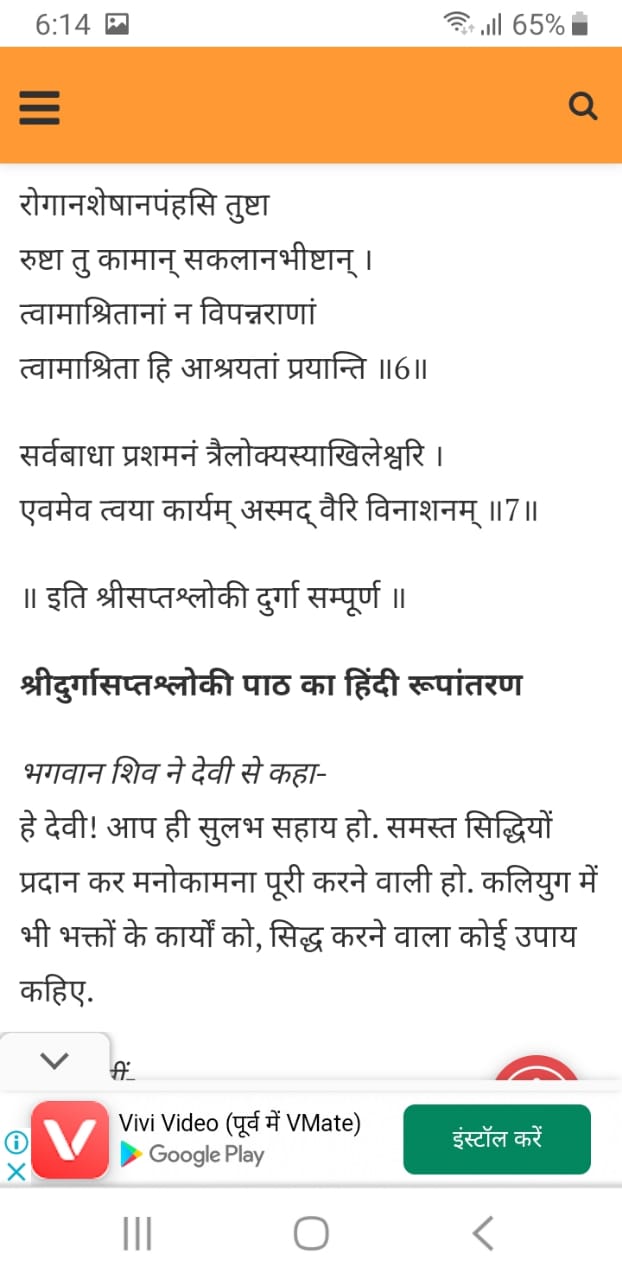 6:14 65%
रोगानशेषानपंहसि तुष्टा
रुष्टा तु कामान् सकलानभीष्टान् ।
त्वामाश्रितानां न विपन्नराणां
त्वामाश्रिता हि आश्रयतां प्रयान्ति ॥6॥
सर्वबाधा प्रशमनं त्रैलोक्यस्याखिलेश्वरि ।
एवमेव त्वया कार्यम् अस्मद् वैरि विनाशनम् ॥7॥
॥ इति श्रीसप्तश्लोकी दुर्गा सम्पूर्ण ॥
श्रीदुर्गासप्तश्लोकी पाठ का हिंदी रूपांतरण
भगवान शिव ने देवी से कहा-
हे देवी! आप ही सुलभ सहाय हो. समस्त सिद्धियों
प्रदान कर मनोकामना पूरी करने वाली हो. कलियुग में
भी भक्तों के कार्यों को, सिद्ध करने वाला कोई उपाय
कहिए.
Vivi Video (पूर्व में VMate)
Google Play
इंस्टॉल करें